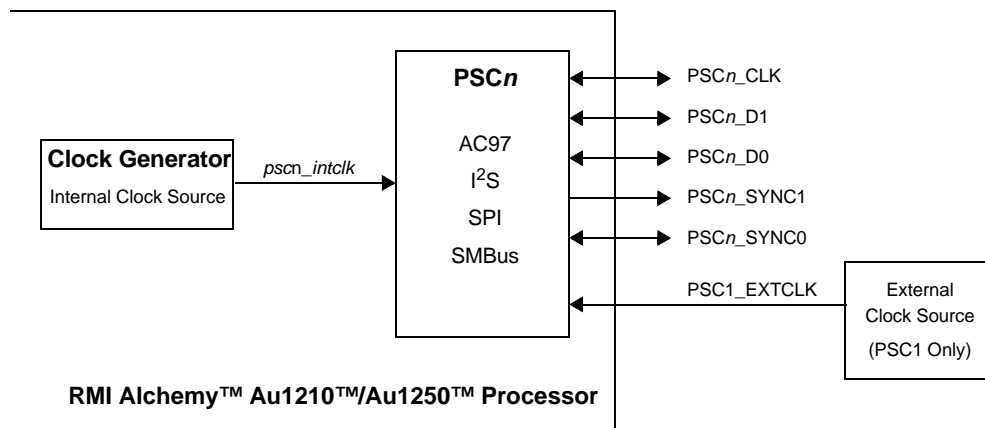 PSCn
PSCn_CLK
PSCn_D1
AC97
Clock Generator
pscn_intclk
PSCn_D0
I²S
Internal Clock Source
PSCn_SYNC1
SPI
PSCn_SYNC0
SMBus
PSC1_EXTCLK
External
Clock Source
(PSC1 Only)
RMI Alchemy™ Au1210™/Au1250™ Processor